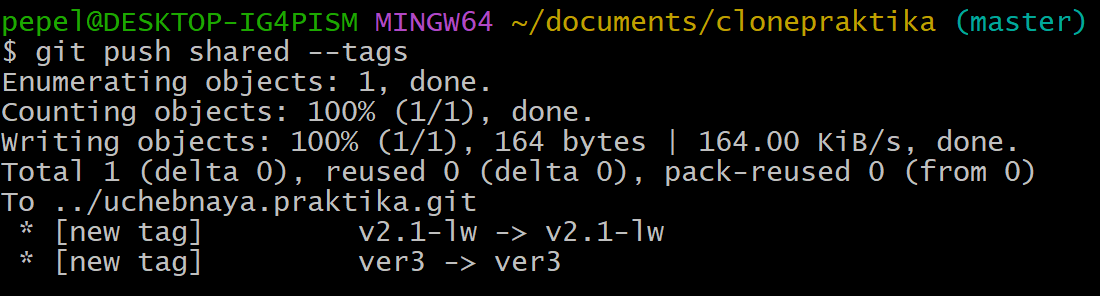 pepel@DESKTOP-IG4PISM MINGW64 ~/documents/clonepraktika (master)
$ git push shared --tags
Enumerating objects: 1, done.
Counting objects: 100% (1/1), done.
Writing objects: 100% (1/1), 164 bytes | 164.00 KiB/s, done.
Total 1 (delta 0), reused 0 (delta 0), pack-reused 0 (from 0)
To ../uchebnaya.praktika.git
 * [new tag]         v2.1-lw -> v2.1-lw
 * [new tag]         ver3 -> ver3